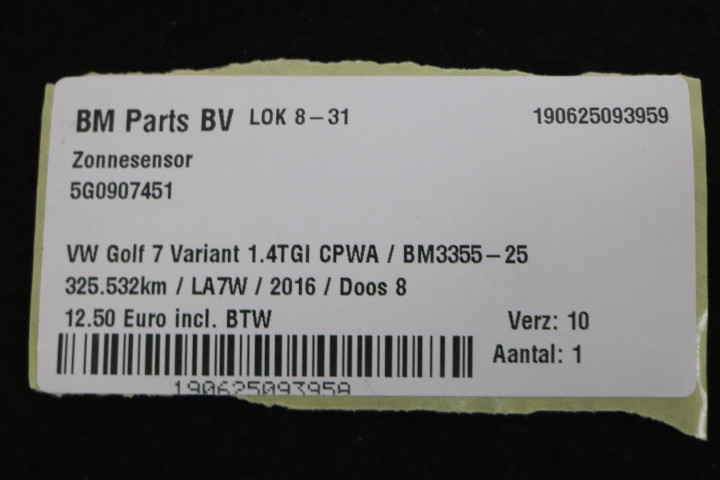 BM Parts BV LOK 8-31 190625093959
Zonnesensor
5G0907451
VW Golf 7 Variant 1.4TGI CPWA / BM3355-25
325.532km / LA7W / 2016 / Doos 8
12.50 Euro incl. BTW Verz: 10
Aantal: 1
190625093959